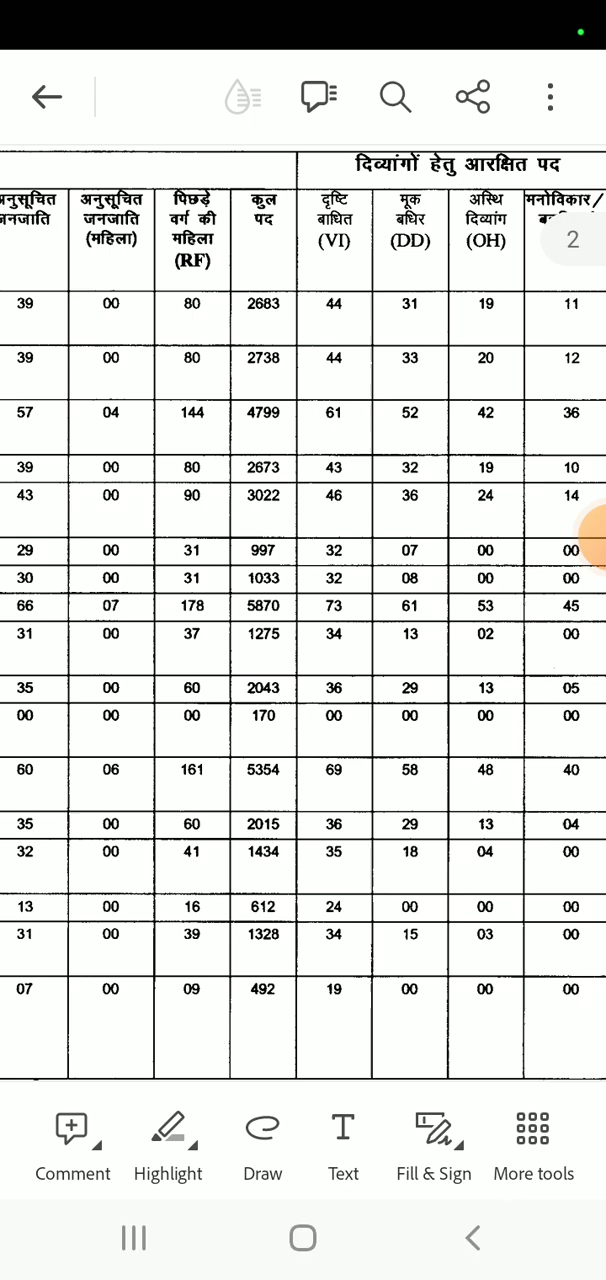 दिव्यांगों हेतु आरक्षित पद
अनुसूचित जनजाति अनुसूचित जनजाति (महिला) पिछड़े वर्ग की महिला (RF) कुल पद दृष्टि बाधित (VI) मूक बधिर (DD) अस्थि दिव्यांग (OH) मनोविकार/
2
39 00 80 2683 44 31 19 11
39 00 80 2738 44 33 20 12
57 04 144 4799 61 52 42 36
39 00 80 2673 43 32 19 10
43 00 90 3022 46 36 24 14
29 00 31 997 32 07 00 00
30 00 31 1033 32 08 00 00
66 07 178 5870 73 61 53 45
31 00 37 1275 34 13 02 00
35 00 60 2043 36 29 13 05
00 00 00 170 00 00 00 00
60 06 161 5354 69 58 48 40
35 00 60 2015 36 29 13 04
32 00 41 1434 35 18 04 00
13 00 16 612 24 00 00 00
31 00 39 1328 34 15 03 00
07 00 09 492 19 00 00 00
Comment Highlight Draw Text Fill & Sign More tools